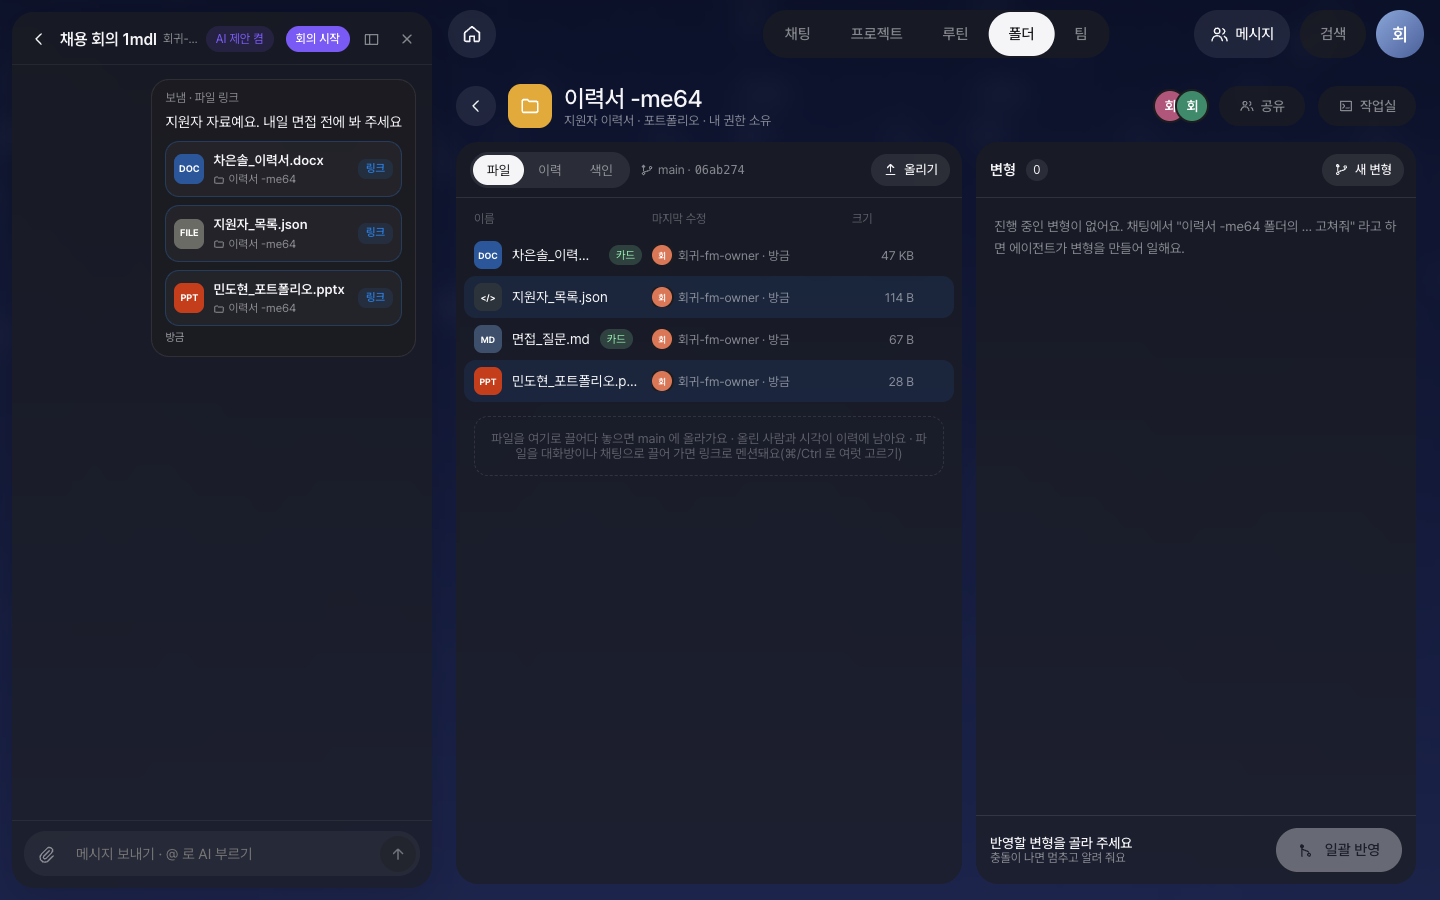 채용 회의 1mdl 회귀-... AI 제안 켬 회의 시작
보냄 · 파일 링크
지원자 자료예요. 내일 면접 전에 봐 주세요
DOC 차은솔_이력서.docx 링크
이력서 -me64
FILE 지원자_목록.json 링크
이력서 -me64
PPT 민도현_포트폴리오.pptx 링크
이력서 -me64
방금
메시지 보내기 · @ 로 AI 부르기
채팅 프로젝트 루틴 폴더 팀 메시지 검색 회
이력서 -me64
지원자 이력서 · 포트폴리오 · 내 권한 소유
회 회 공유 작업실
파일 이력 색인 main · 06ab274 올리기
이름 마지막 수정 크기
DOC 차은솔_이력... 카드 회 회귀-fm-owner · 방금 47 KB
</> 지원자_목록.json 회 회귀-fm-owner · 방금 114 B
MD 면접_질문.md 카드 회 회귀-fm-owner · 방금 67 B
PPT 민도현_포트폴리오.p... 회 회귀-fm-owner · 방금 28 B
파일을 여기로 끌어다 놓으면 main 에 올라가요 · 올린 사람과 시각이 이력에 남아요 · 파
일을 대화방이나 채팅으로 끌어 가면 링크로 멘션돼요(⌘/Ctrl 로 여럿 고르기)
변형 0 새 변형
진행 중인 변형이 없어요. 채팅에서 "이력서 -me64 폴더의 ... 고쳐줘" 라고 하
면 에이전트가 변형을 만들어 일해요.
반영할 변형을 골라 주세요
충돌이 나면 멈추고 알려 줘요
일괄 반영